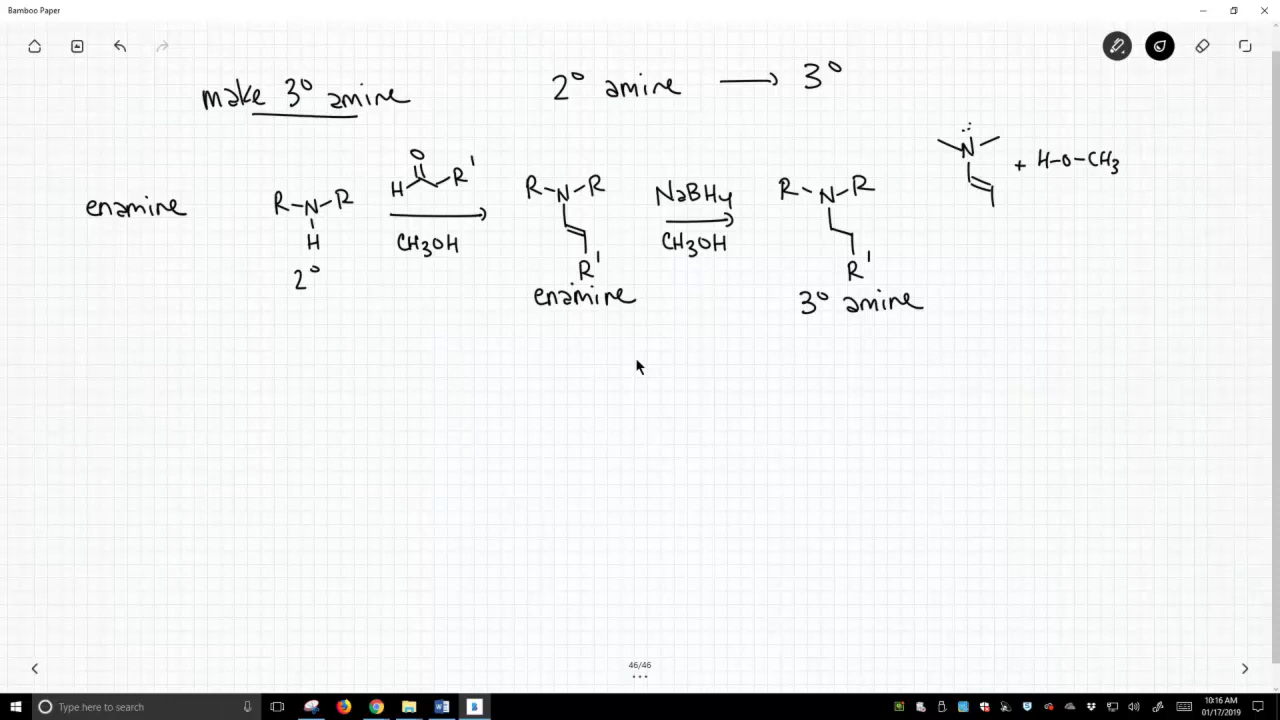 Bamboo Paper
make 3° amine 2° amine → 3°
enamine
R-N-R
H
2°
O
H R'
CH3OH
R-N-R
R'
enamine
NaBH4
CH3OH
R-N-R
R'
3° amine
N + H-O-CH3
46/46
Type here to search
10:16 AM
01/17/2019